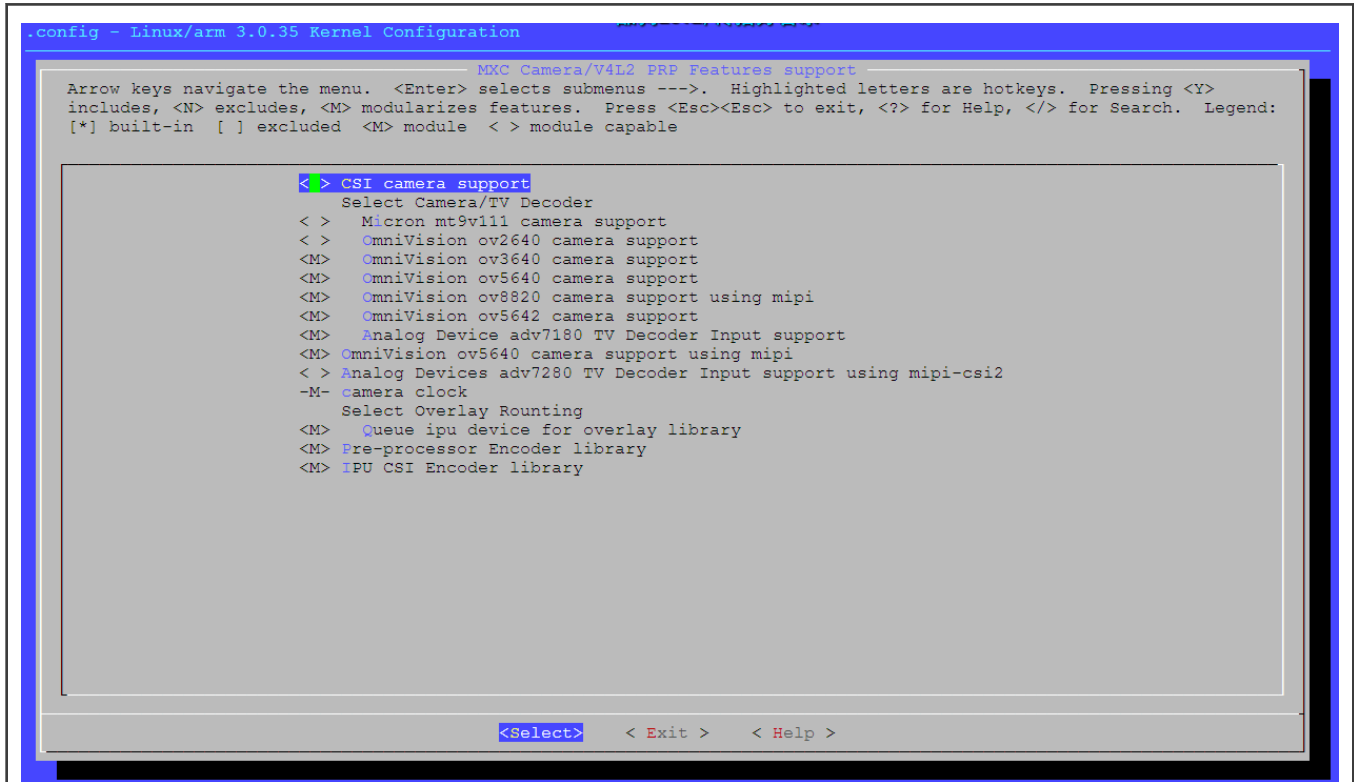 .config - Linux/arm 3.0.35 Kernel Configuration
MXC Camera/V4L2 PRP Features support
Arrow keys navigate the menu.  <Enter> selects submenus --->.  Highlighted letters are hotkeys.  Pressing <Y>
includes, <N> excludes, <M> modularizes features.  Press <Esc><Esc> to exit, <?> for Help, </> for Search.  Legend:
[*] built-in  [ ] excluded  <M> module  < > module capable
< > CSI camera support
Select Camera/TV Decoder
< >   Micron mt9v111 camera support
< >   OmniVision ov2640 camera support
<M>   OmniVision ov3640 camera support
<M>   OmniVision ov5640 camera support
<M>   OmniVision ov8820 camera support using mipi
<M>   OmniVision ov5642 camera support
<M>   Analog Device adv7180 TV Decoder Input support
<M> OmniVision ov5640 camera support using mipi
< > Analog Devices adv7280 TV Decoder Input support using mipi-csi2
-M- camera clock
Select Overlay Rounting
<M>   Queue ipu device for overlay library
<M> Pre-processor Encoder library
<M> IPU CSI Encoder library
<Select>    < Exit >    < Help >